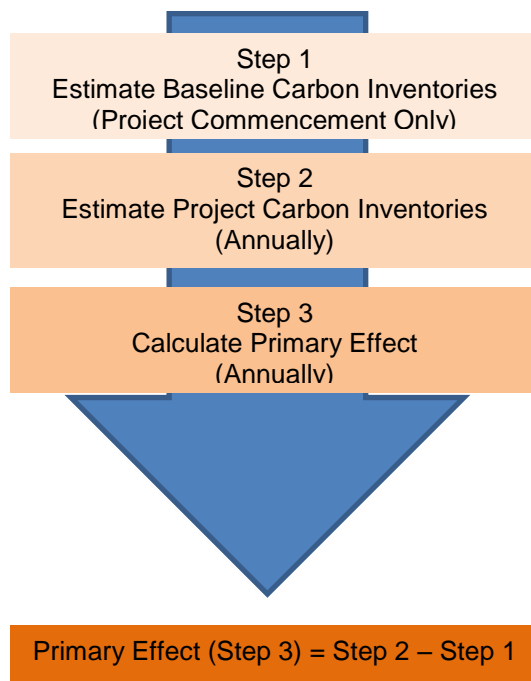 Step 1
Estimate Baseline Carbon Inventories
(Project Commencement Only)
Step 2
Estimate Project Carbon Inventories
(Annually)
Step 3
Calculate Primary Effect
(Annually)
Primary Effect (Step 3) = Step 2 – Step 1